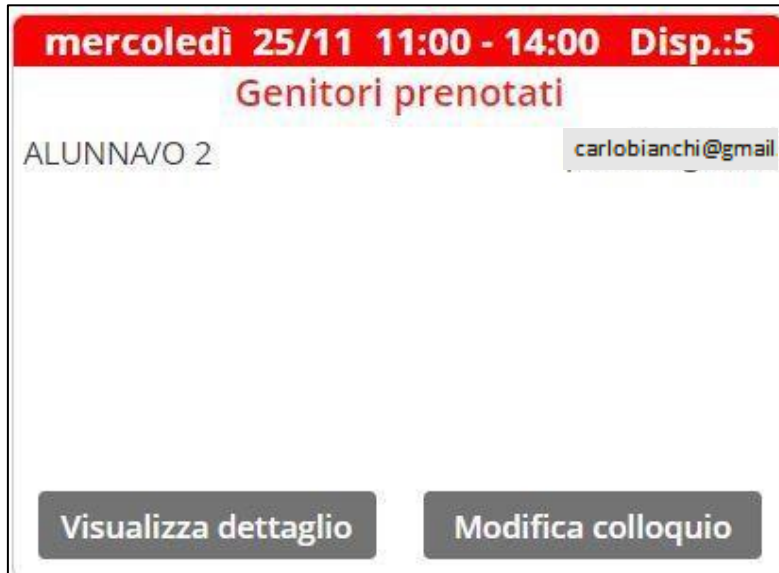 mercoledì 25/11 11:00 - 14:00 Disp.:5
Genitori prenotati
ALUNNA/O 2 carlobianchi@gmail
Visualizza dettaglio Modifica colloquio